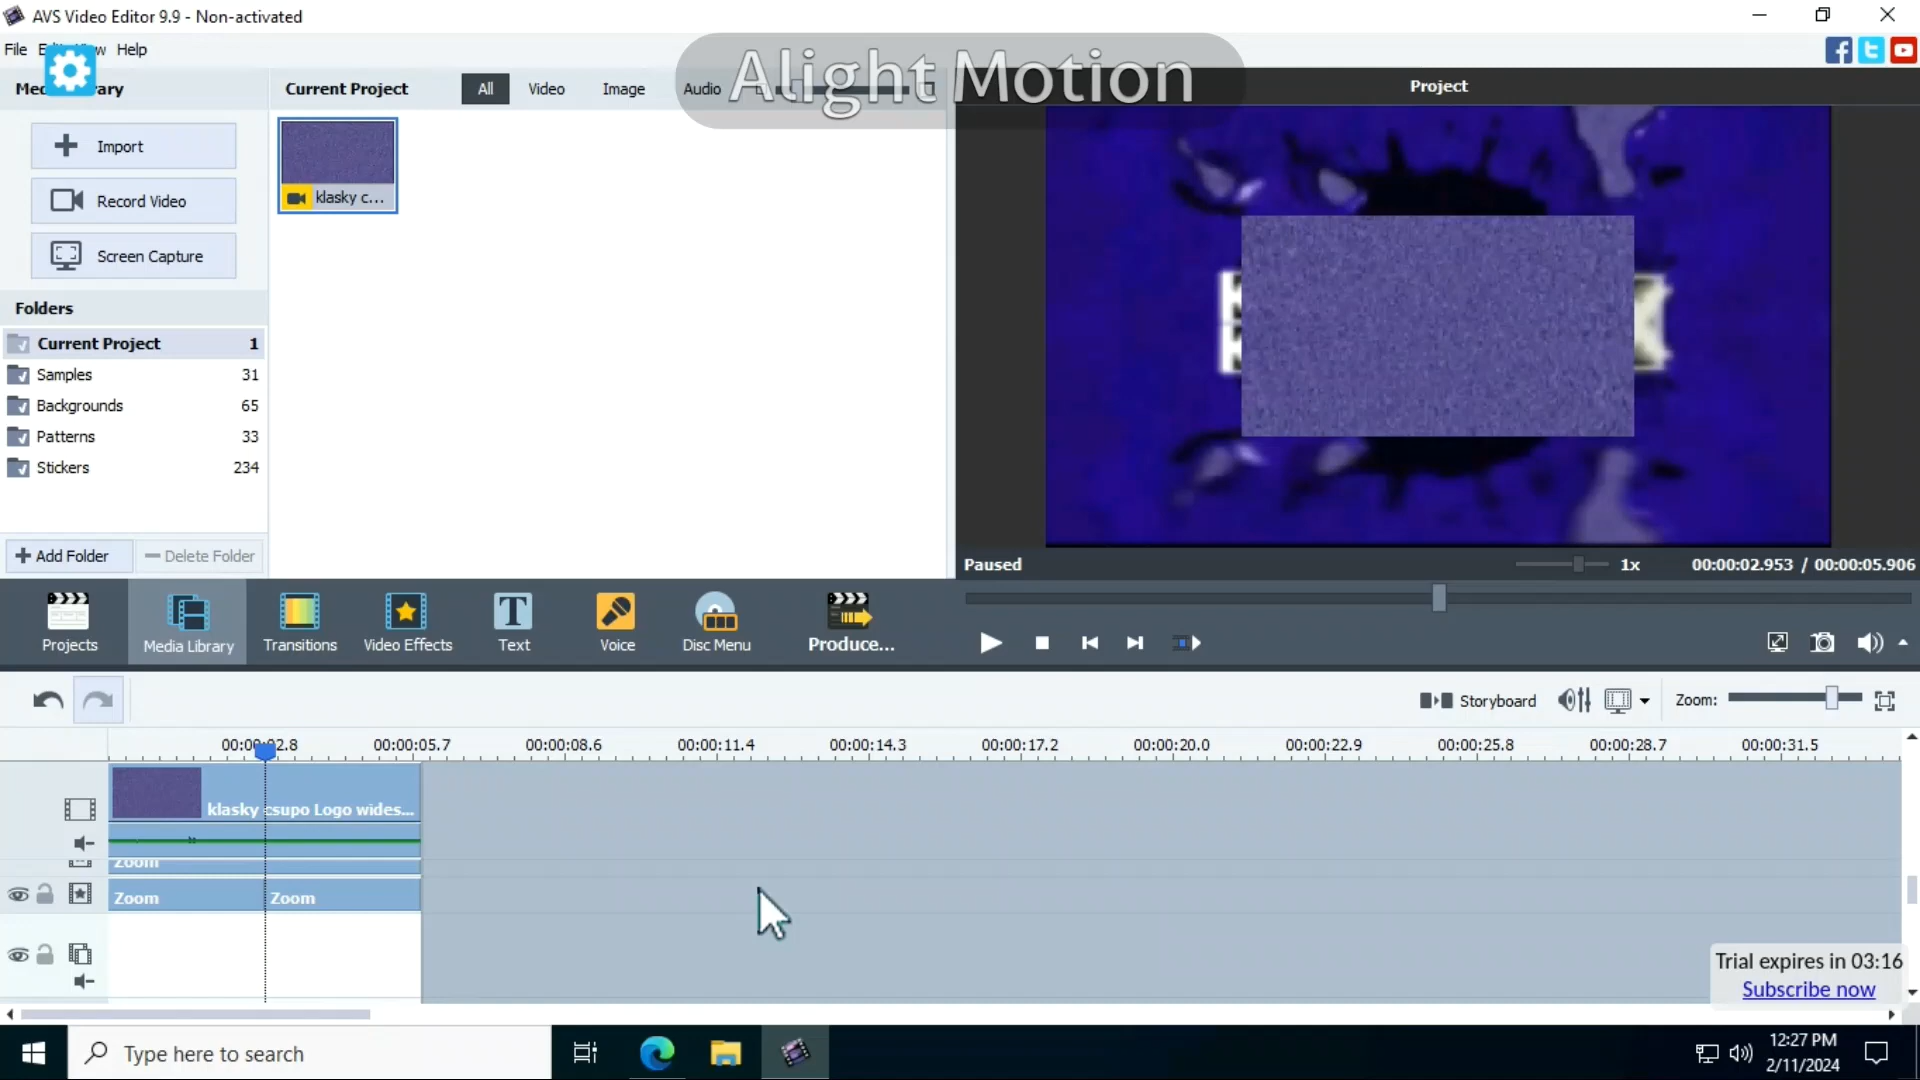 AVS Video Editor 9.9 - Non-activated
File Help
Alight Motion
Current Project All Video Image Audio
Project
Import
klasky c...
Record Video
Screen Capture
Folders
Current Project 1
Samples 31
Backgrounds 65
Patterns 33
Stickers 234
Add Folder Delete Folder
Paused 1x 00:00:02.953 / 00:00:05.906
Projects Media Library Transitions Video Effects Text Voice Disc Menu Produce...
Storyboard Zoom:
00:00:02.8 00:00:05.7 00:00:08.6 00:00:11.4 00:00:14.3 00:00:17.2 00:00:20.0 00:00:22.9 00:00:25.8 00:00:28.7 00:00:31.5
klasky csupo Logo wides...
Zoom
Zoom Zoom
Trial expires in 03:16
Subscribe now
Type here to search
12:27 PM
2/11/2024